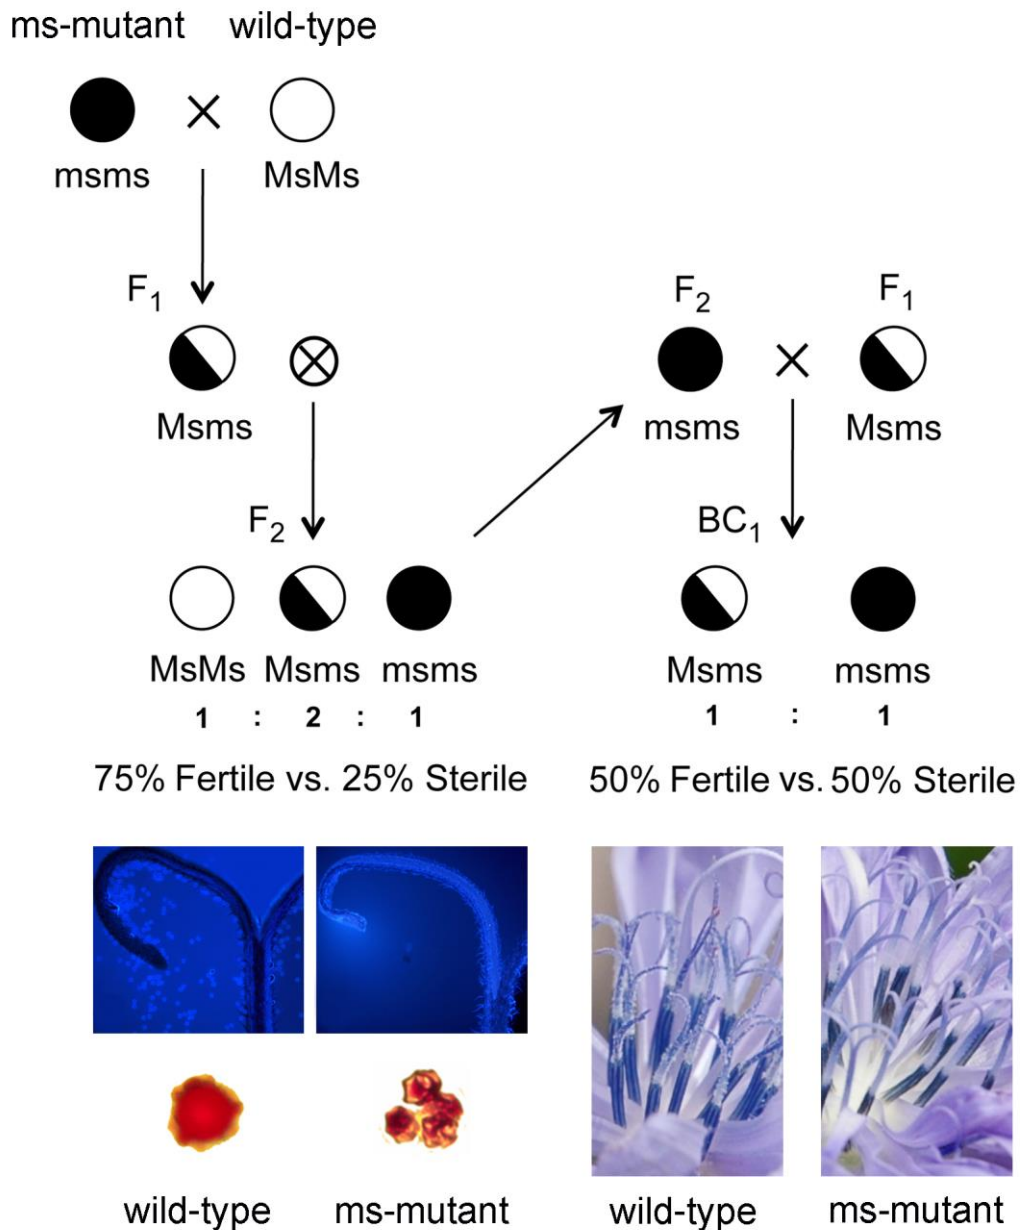 ms-mutant wild-type
msms MsMs
F1
Msms
F2
MsMs Msms msms
1 : 2 : 1
75% Fertile vs. 25% Sterile
F2 F1
msms Msms
BC1
Msms msms
1 : 1
50% Fertile vs. 50% Sterile
wild-type ms-mutant
wild-type ms-mutant